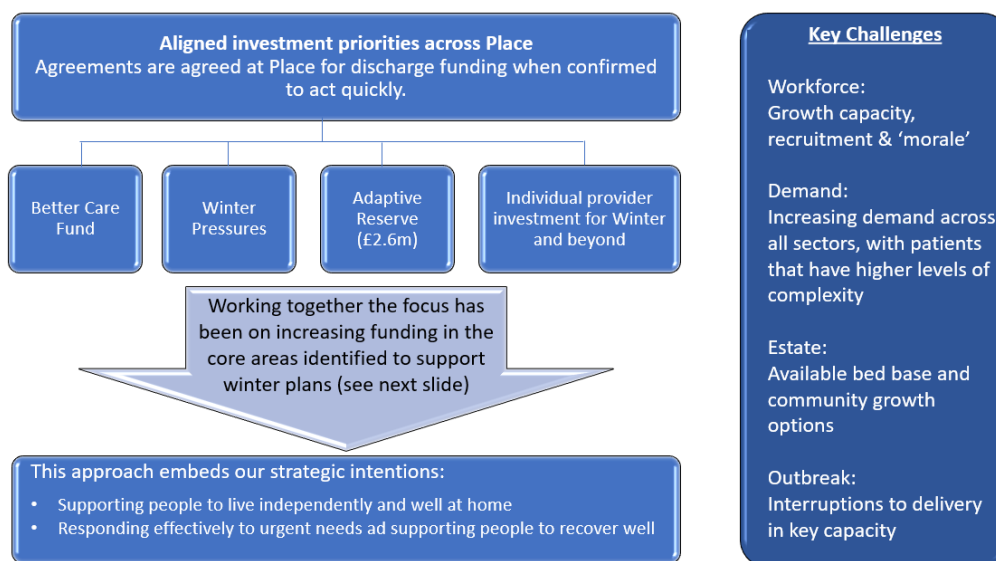 Aligned investment priorities across Place
Agreements are agreed at Place for discharge funding when confirmed
to act quickly.
Better Care
Fund
Winter
Pressures
Adaptive
Reserve
(£2.6m)
Individual provider
investment for Winter
and beyond
Working together the focus has
been on increasing funding in the
core areas identified to support
winter plans (see next slide)
This approach embeds our strategic intentions:
• Supporting people to live independently and well at home
• Responding effectively to urgent needs ad supporting people to recover well
Key Challenges
Workforce:
Growth capacity,
recruitment & ‘morale’
Demand:
Increasing demand across
all sectors, with patients
that have higher levels of
complexity
Estate:
Available bed base and
community growth
options
Outbreak:
Interruptions to delivery
in key capacity